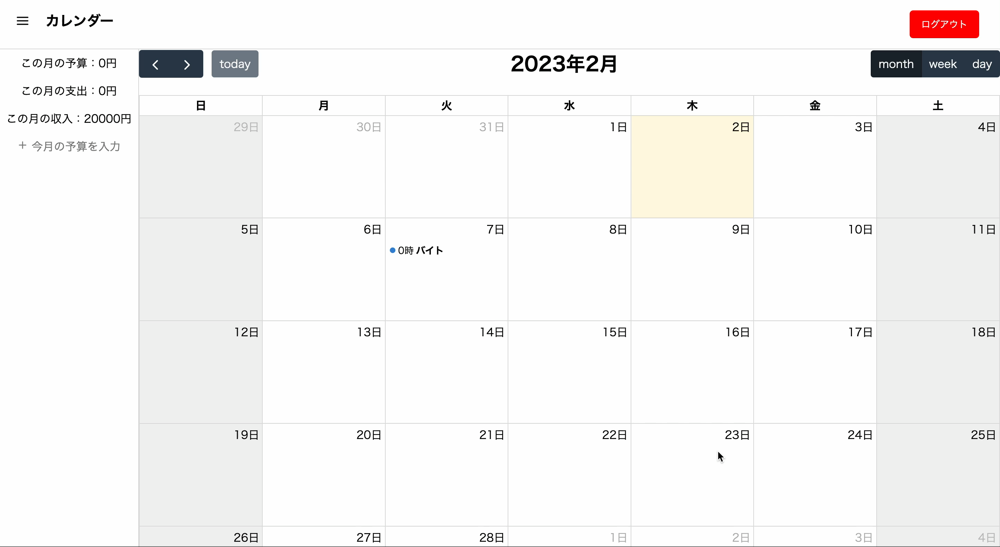 カレンダー
ログアウト
この月の予算：0円
この月の支出：0円
この月の収入：20000円
+ 今月の予算を入力
today
2023年2月
month week day
日 月 火 水 木 金 土
29日 30日 31日 1日 2日 3日 4日
5日 6日 7日 8日 9日 10日 11日
0時 バイト
12日 13日 14日 15日 16日 17日 18日
19日 20日 21日 22日 23日 24日 25日
26日 27日 28日 1日 2日 3日 4日